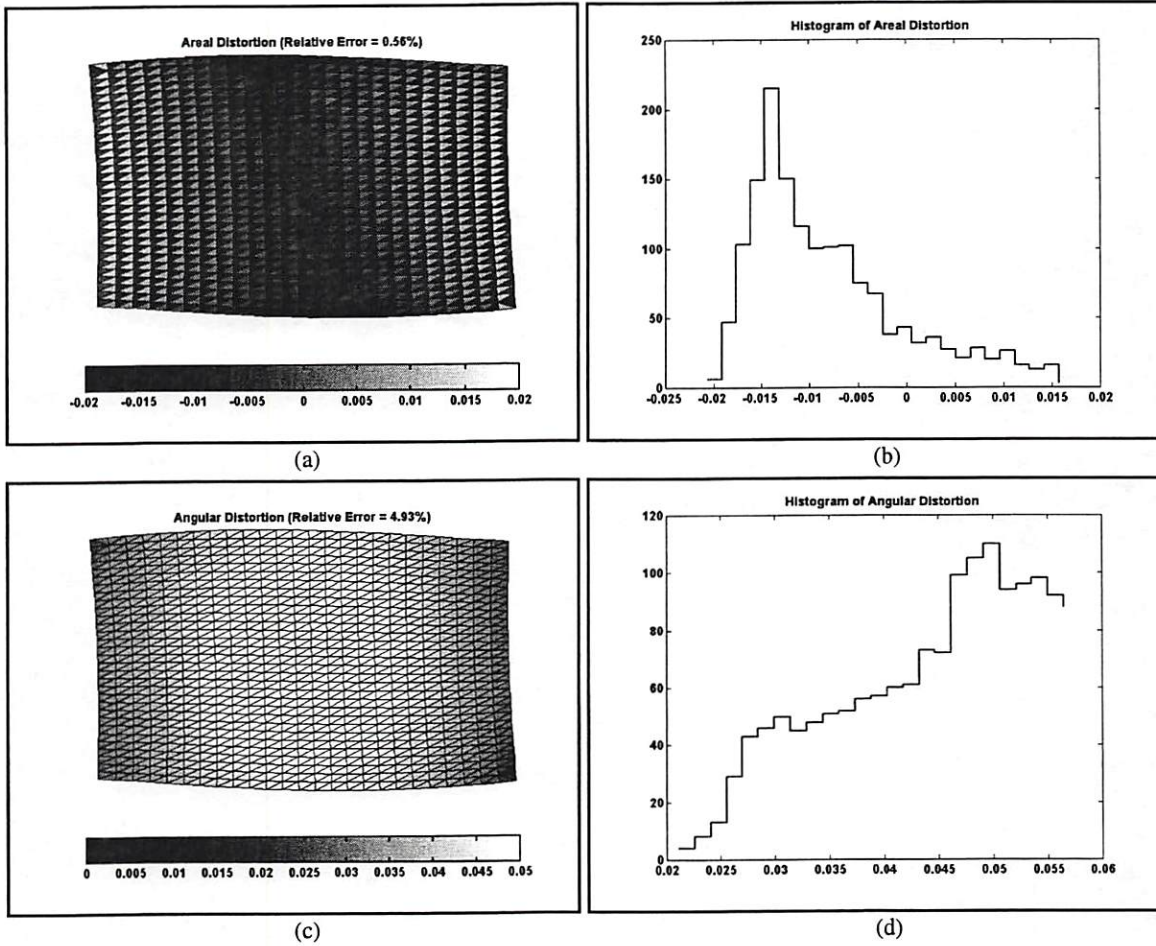 Areal Distortion (Relative Error = 0.56%)
-0.02 -0.015 -0.01 -0.005 0 0.005 0.01 0.015 0.02
(a)
Histogram of Areal Distortion
250
200
150
100
50
0
-0.025 -0.02 -0.015 -0.01 -0.005 0 0.005 0.01 0.015 0.02
(b)
Angular Distortion (Relative Error = 4.93%)
0 0.005 0.01 0.015 0.02 0.025 0.03 0.035 0.04 0.045 0.05
(c)
Histogram of Angular Distortion
120
100
80
60
40
20
0
0.02 0.025 0.03 0.035 0.04 0.045 0.05 0.055 0.06
(d)